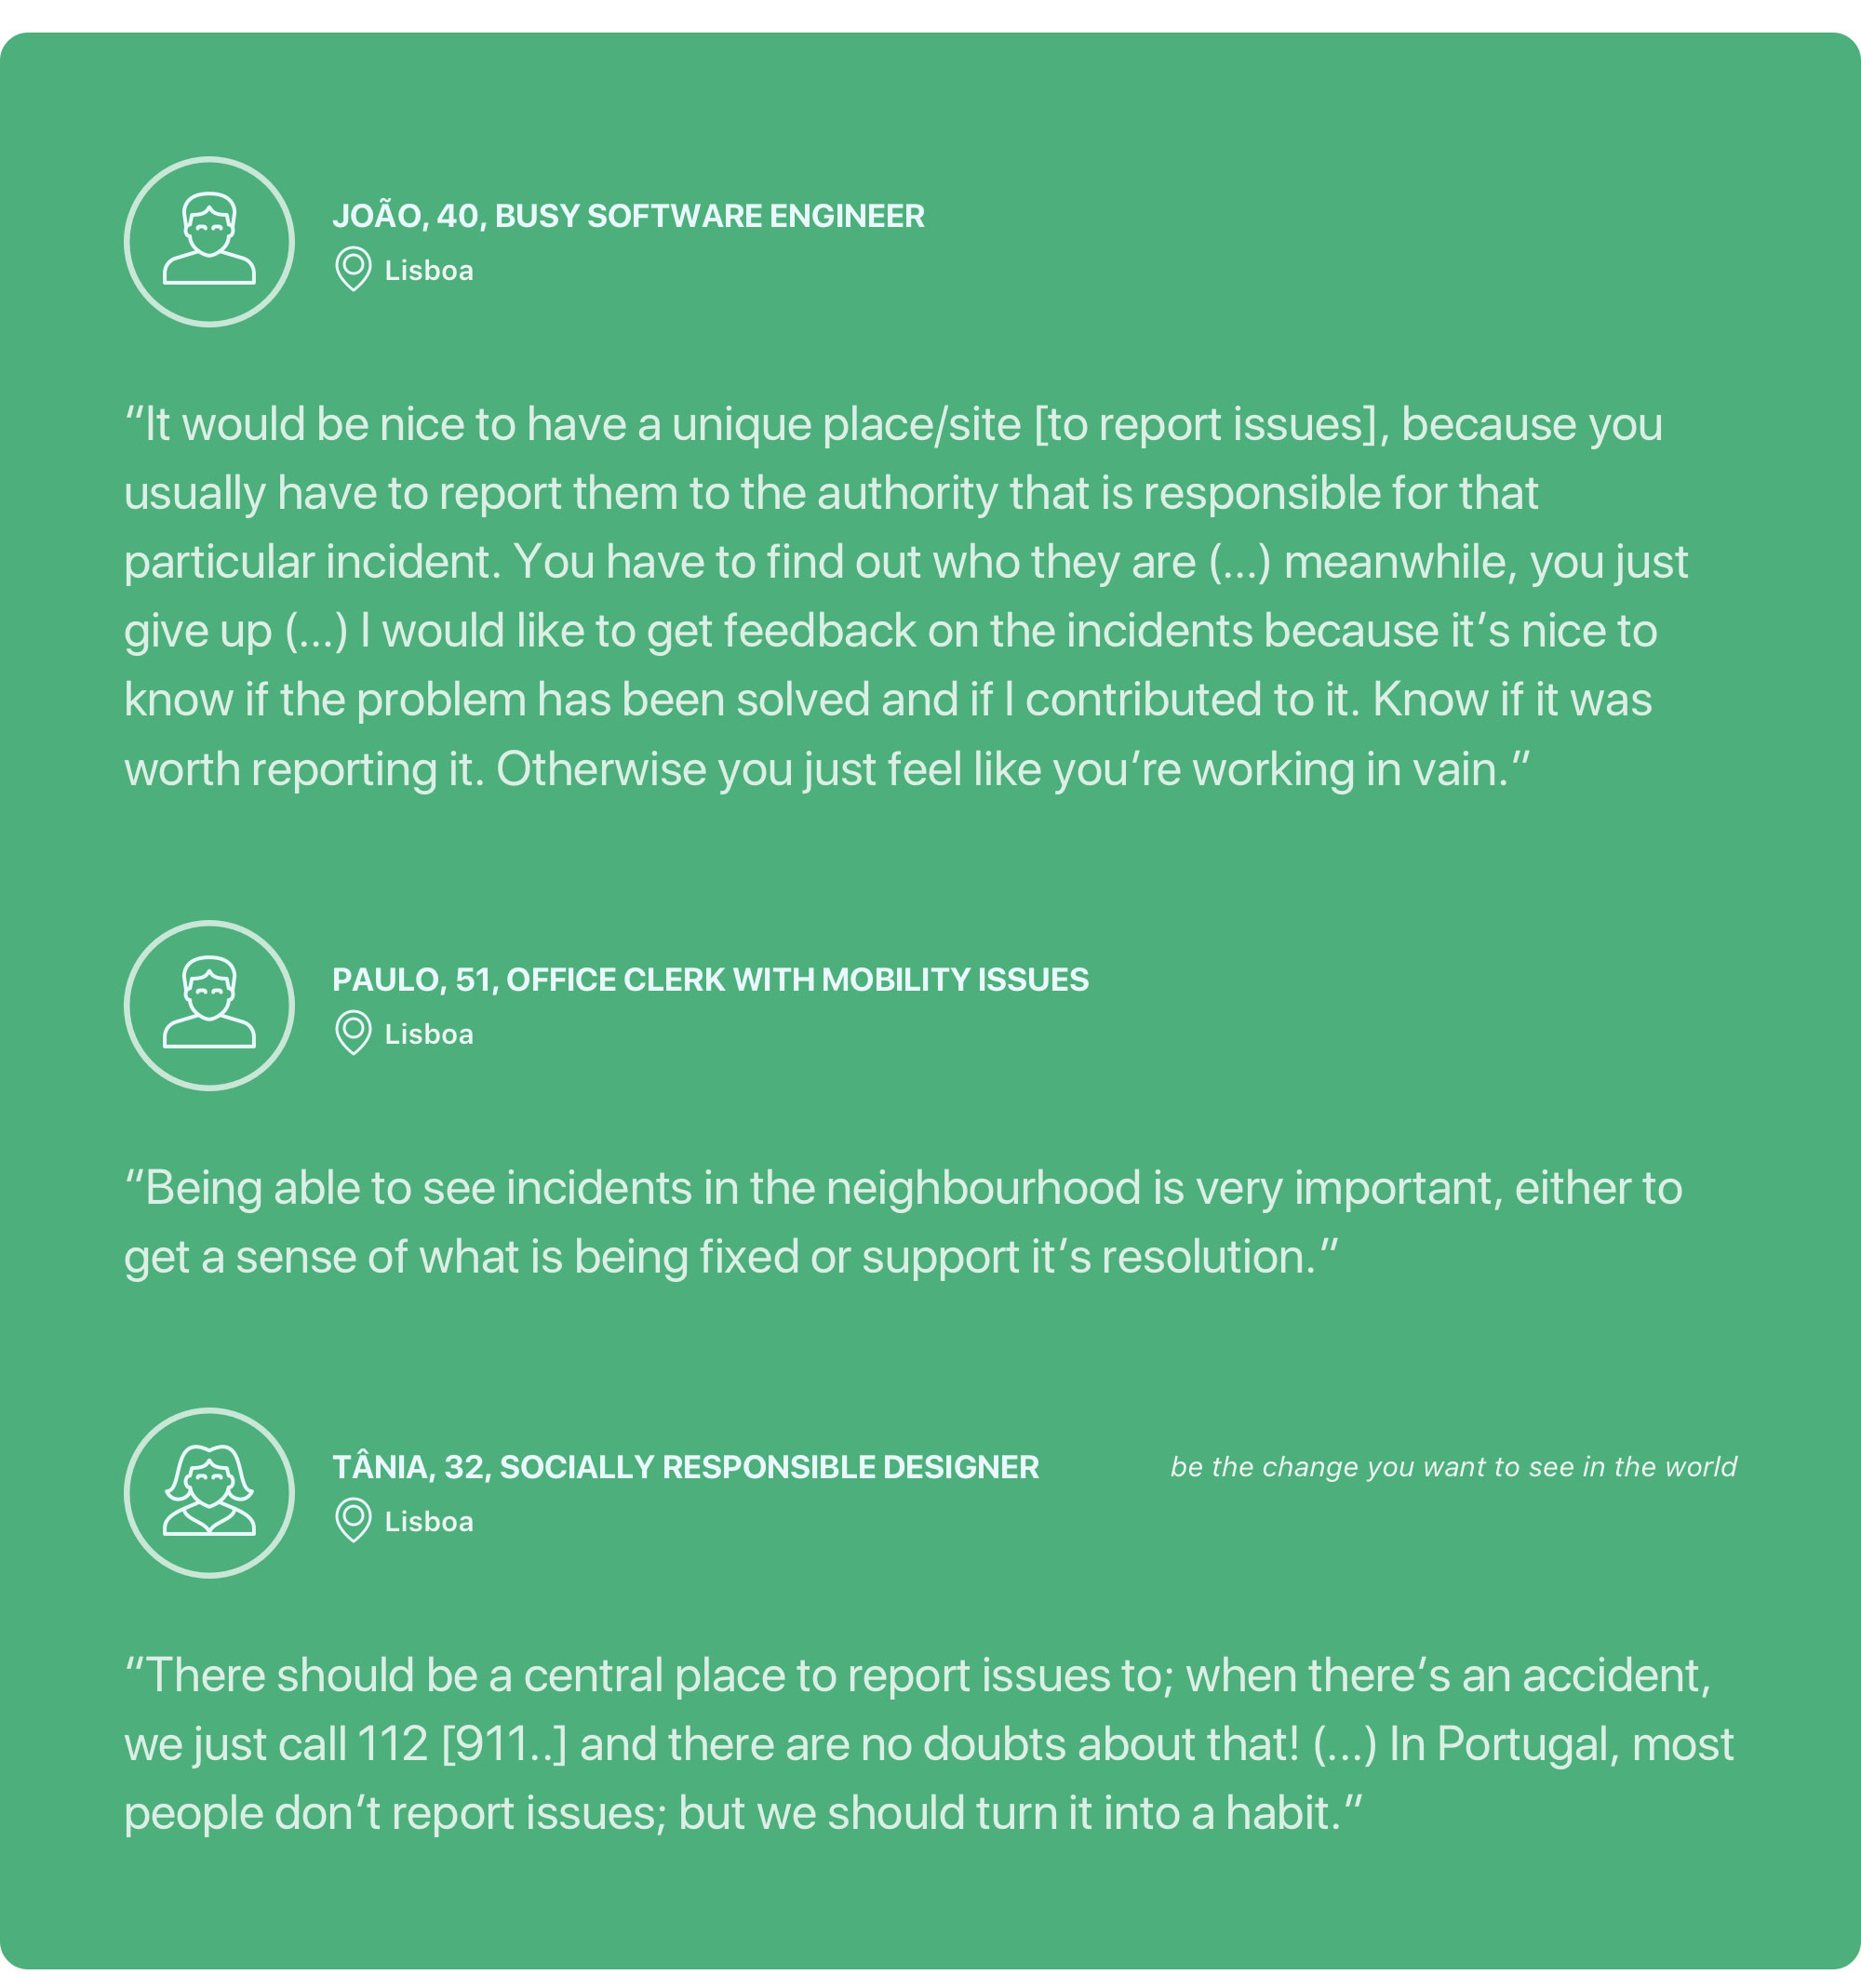 JOÃO, 40, BUSY SOFTWARE ENGINEER
Lisboa
“It would be nice to have a unique place/site [to report issues], because you
usually have to report them to the authority that is responsible for that
particular incident. You have to find out who they are (...) meanwhile, you just
give up (...) I would like to get feedback on the incidents because it’s nice to
know if the problem has been solved and if I contributed to it. Know if it was
worth reporting it. Otherwise you just feel like you’re working in vain.”
PAULO, 51, OFFICE CLERK WITH MOBILITY ISSUES
Lisboa
“Being able to see incidents in the neighbourhood is very important, either to
get a sense of what is being fixed or support it’s resolution.“
TÂNIA, 32, SOCIALLY RESPONSIBLE DESIGNER
be the change you want to see in the world
Lisboa
“There should be a central place to report issues to; when there‘s an accident,
we just call 112 [911..] and there are no doubts about that! (...) In Portugal, most
people don‘t report issues; but we should turn it into a habit.”